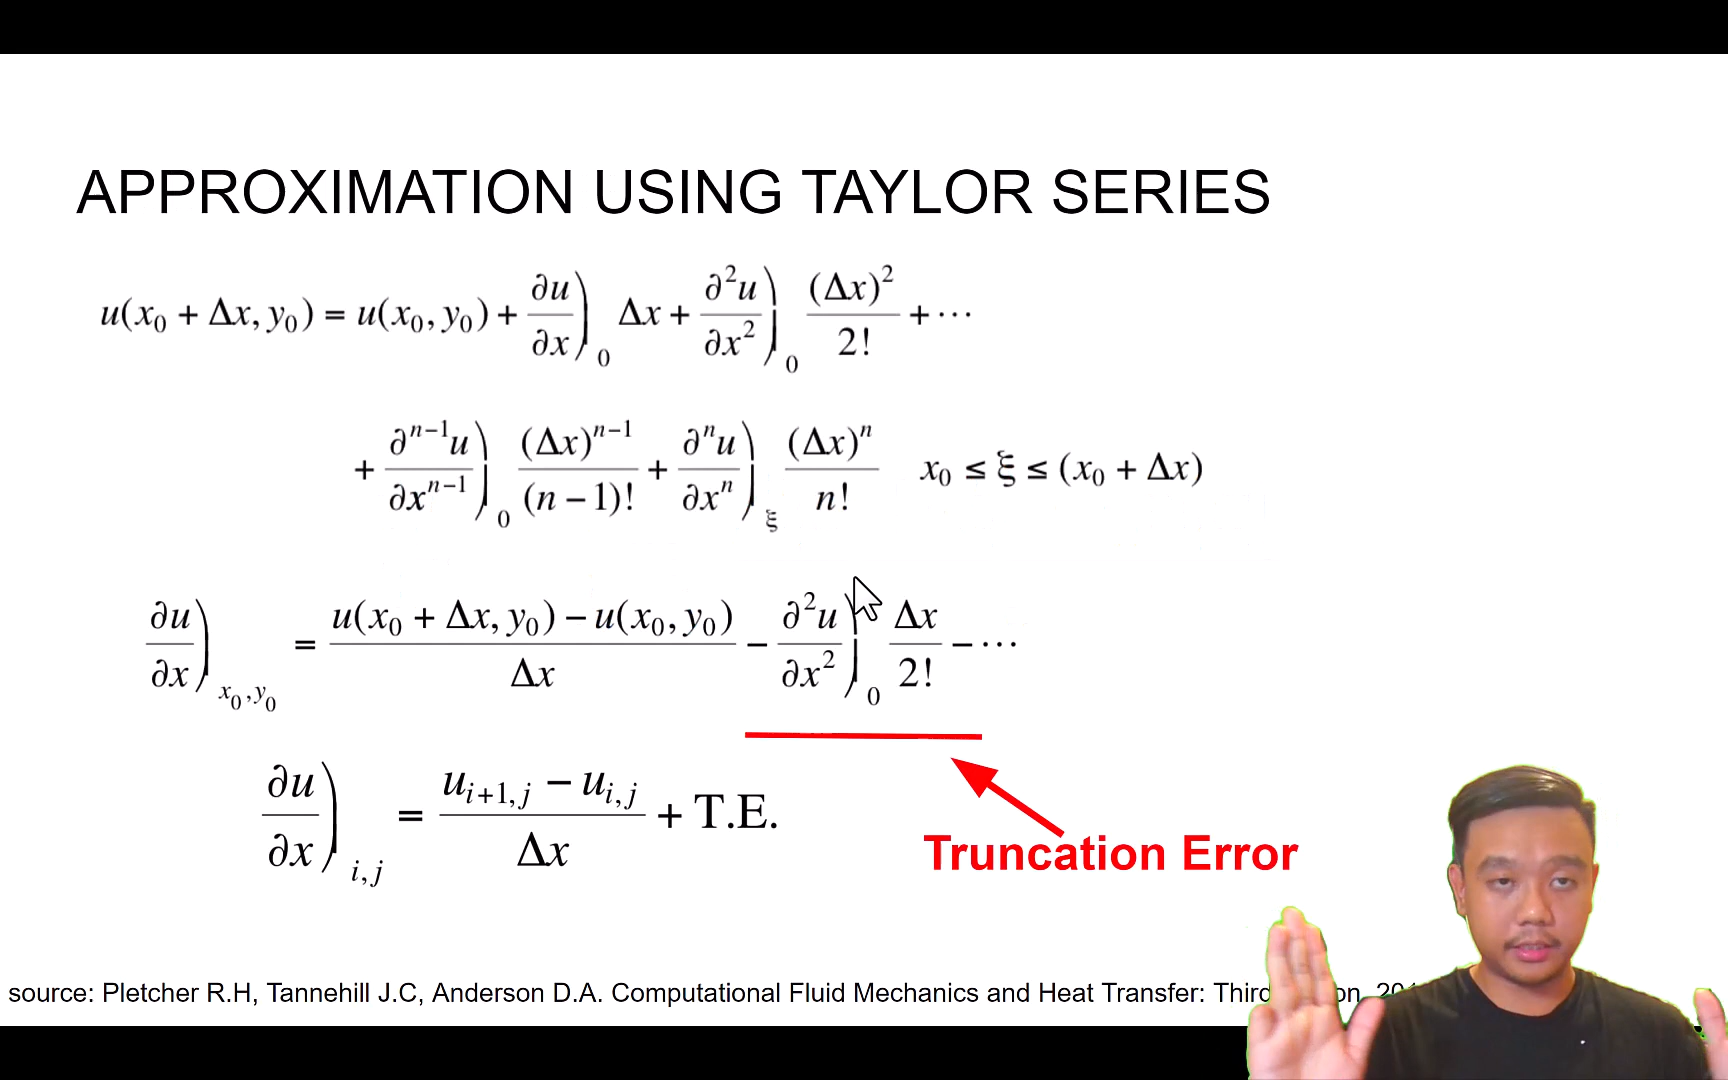 APPROXIMATION USING TAYLOR SERIES
u(x₀ + Δx, y₀) = u(x₀, y₀) + ∂u/∂x)₀ Δx + ∂²u/∂x²)₀ (Δx)²/2! + ⋯
+ ∂ⁿ⁻¹u/∂xⁿ⁻¹)₀ (Δx)ⁿ⁻¹/(n − 1)! + ∂ⁿu/∂xⁿ)_ξ (Δx)ⁿ/n! x₀ ≤ ξ ≤ (x₀ + Δx)
∂u/∂x)_{x₀,y₀} = (u(x₀ + Δx, y₀) − u(x₀, y₀))/Δx − ∂²u/∂x²)₀ Δx/2! − ⋯
∂u/∂x)_{i,j} = (u_{i+1,j} − u_{i,j})/Δx + T.E.
Truncation Error
source: Pletcher R.H, Tannehill J.C, Anderson D.A. Computational Fluid Mechanics and Heat Transfer: Third